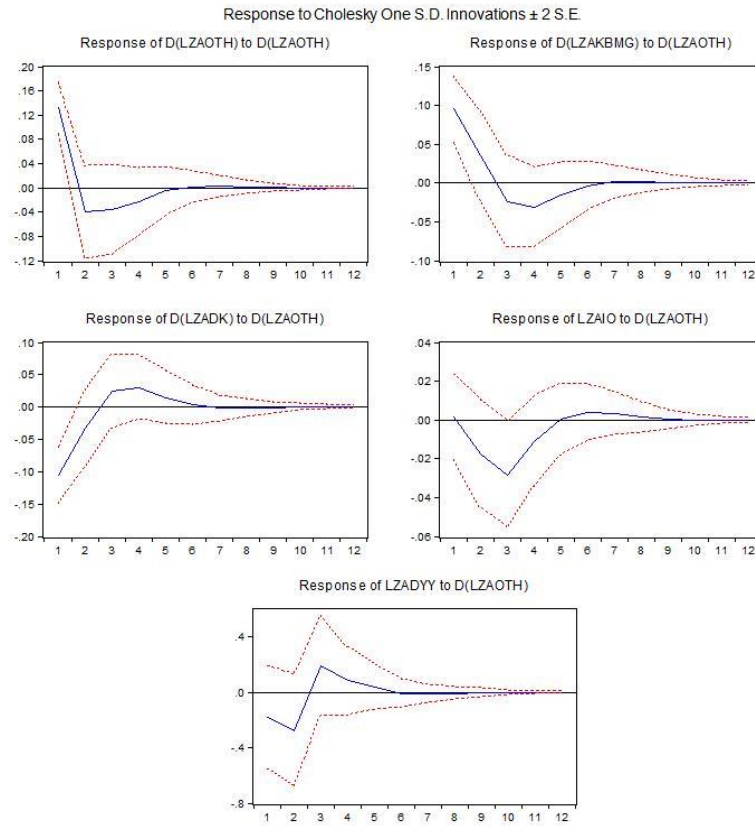 Response to Cholesky One S.D. Innovations ± 2 S.E.
Response of D(LZAOTH) to D(LZAOTH)
.20
.16
.12
.08
.04
.00
-.04
-.08
-.12
1 2 3 4 5 6 7 8 9 10 11 12
Response of D(LZAKBMG) to D(LZAOTH)
.15
.10
.05
.00
-.05
-.10
1 2 3 4 5 6 7 8 9 10 11 12
Response of D(LZADK) to D(LZAOTH)
.10
.05
.00
-.05
-.10
-.15
-.20
1 2 3 4 5 6 7 8 9 10 11 12
Response of LZAIO to D(LZAOTH)
.04
.02
.00
-.02
-.04
-.06
1 2 3 4 5 6 7 8 9 10 11 12
Response of LZADYY to D(LZAOTH)
.4
.0
-.4
-.8
1 2 3 4 5 6 7 8 9 10 11 12